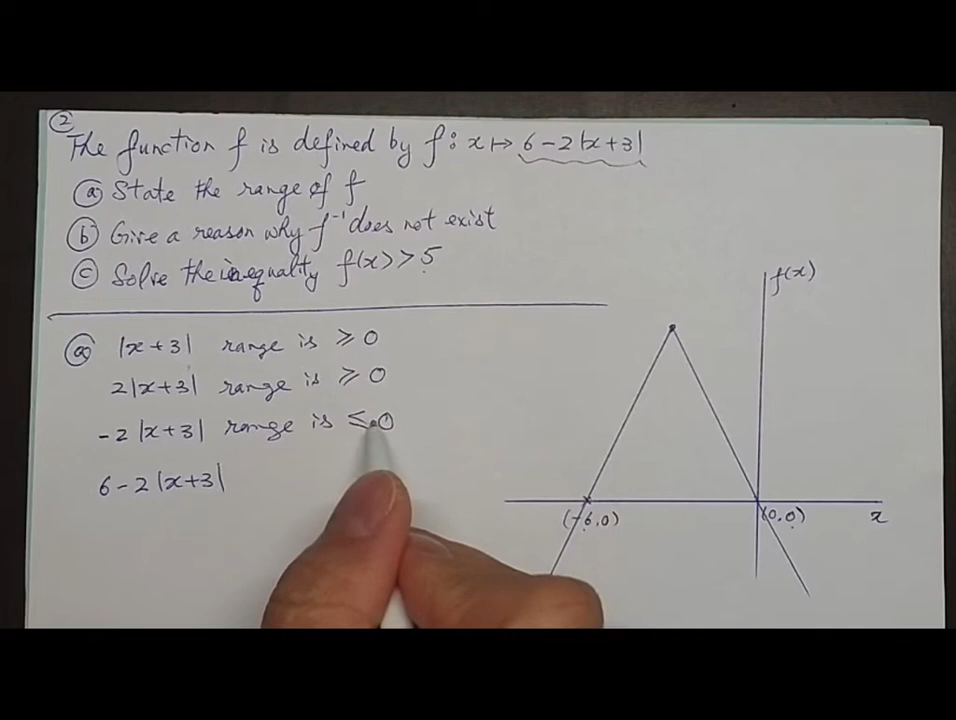 ②
The function f is defined by f : x ↦ 6 - 2|x+3|
ⓐ State the range of f
ⓑ Give a reason why f⁻¹ does not exist
ⓒ Solve the inequality f(x) > 5
ⓐ |x+3| range is ≥ 0
2|x+3| range is ≥ 0
-2|x+3| range is ≤ 0
6-2|x+3|
f(x)
(-6,0)
(0,0)
x